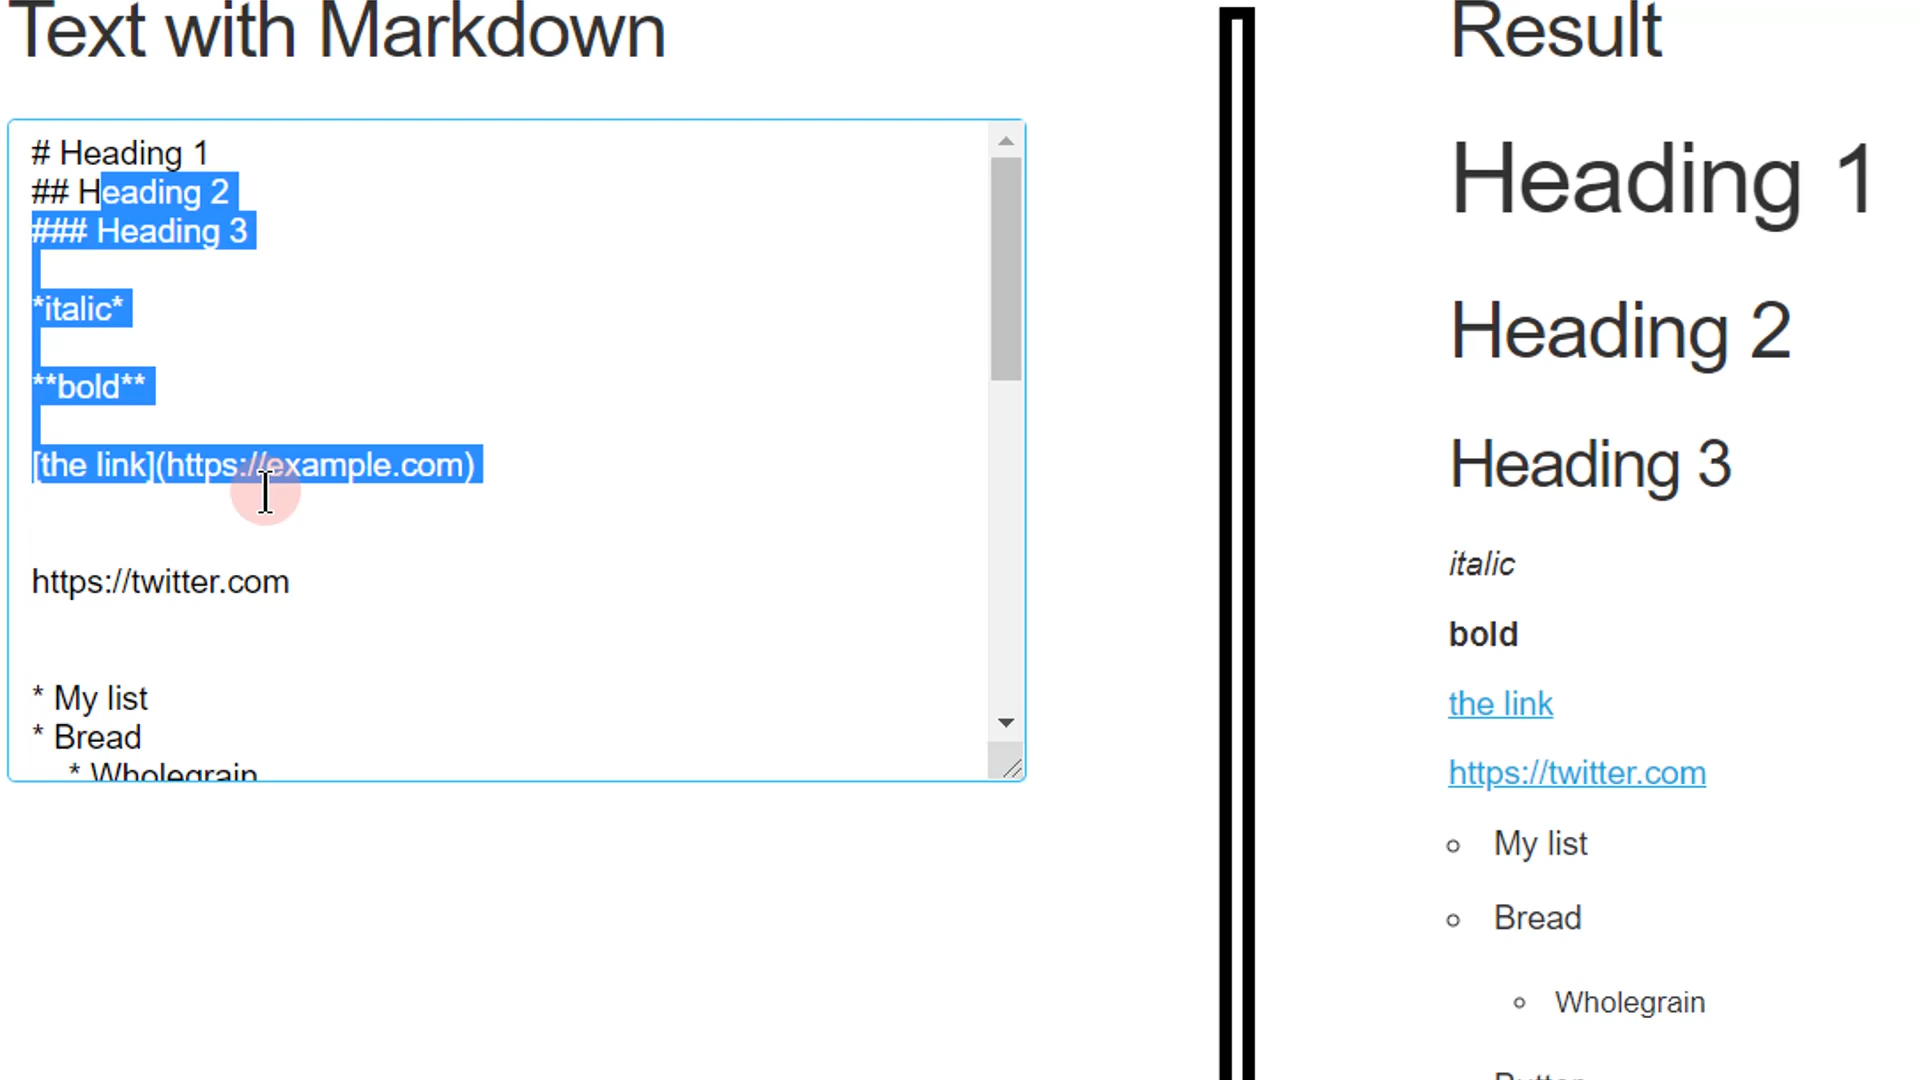 Text with Markdown
# Heading 1
## Heading 2
### Heading 3
*italic*
**bold**
[the link](https://example.com)
https://twitter.com
* My list
* Bread
* Wholegrain
Result
Heading 1
Heading 2
Heading 3
italic
bold
the link
https://twitter.com
My list
Bread
Wholegrain